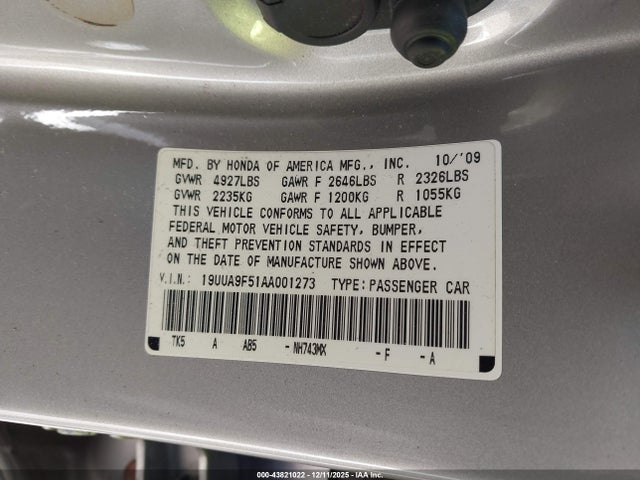 MFD. BY HONDA OF AMERICA MFG., INC. 10/'09
GVWR 4927LBS GAWR F 2646LBS R 2326LBS
GVWR 2235KG GAWR F 1200KG R 1055KG
THIS VEHICLE CONFORMS TO ALL APPLICABLE
FEDERAL MOTOR VEHICLE SAFETY, BUMPER,
AND THEFT PREVENTION STANDARDS IN EFFECT
ON THE DATE OF MANUFACTURE SHOWN ABOVE.
V.I.N.: 19UUA9F51AA001273 TYPE:PASSENGER CAR
TK5 A AB5 -NH743MX -F -A
000-43821022 - 12/11/2025 - IAA Inc.